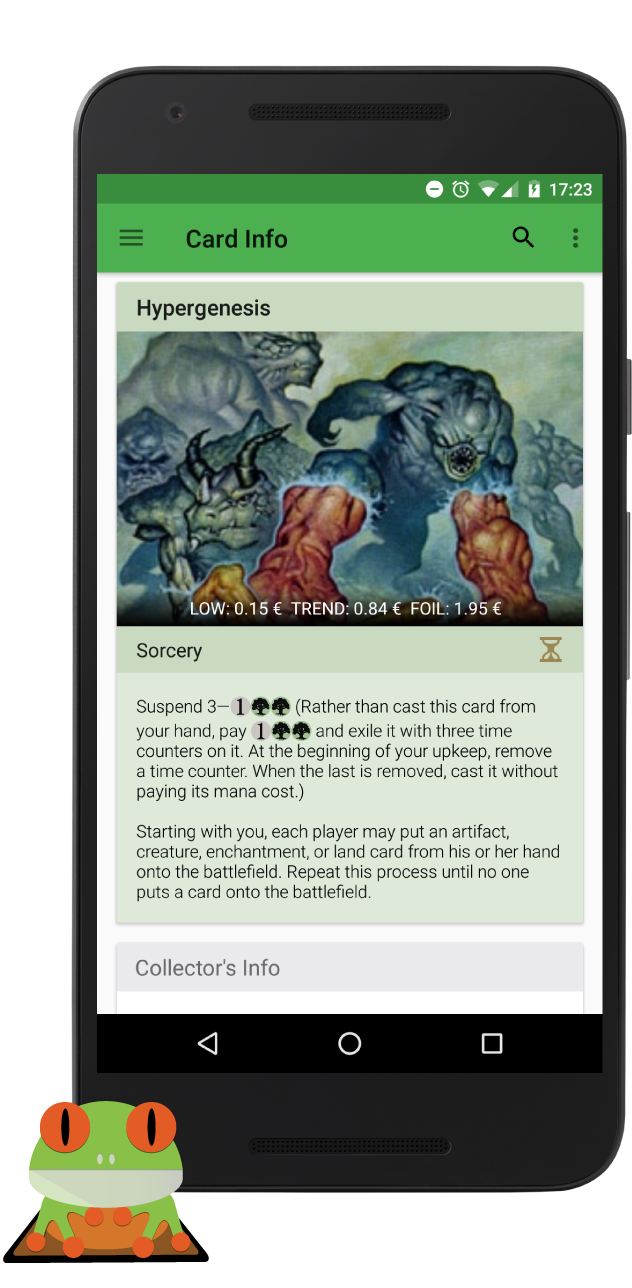 17:23
Card Info
Hypergenesis
LOW: 0.15 € TREND: 0.84 € FOIL: 1.95 €
Sorcery
Suspend 3—1 (Rather than cast this card from
your hand, pay 1 and exile it with three time
counters on it. At the beginning of your upkeep, remove
a time counter. When the last is removed, cast it without
paying its mana cost.)
Starting with you, each player may put an artifact,
creature, enchantment, or land card from his or her hand
onto the battlefield. Repeat this process until no one
puts a card onto the battlefield.
Collector's Info